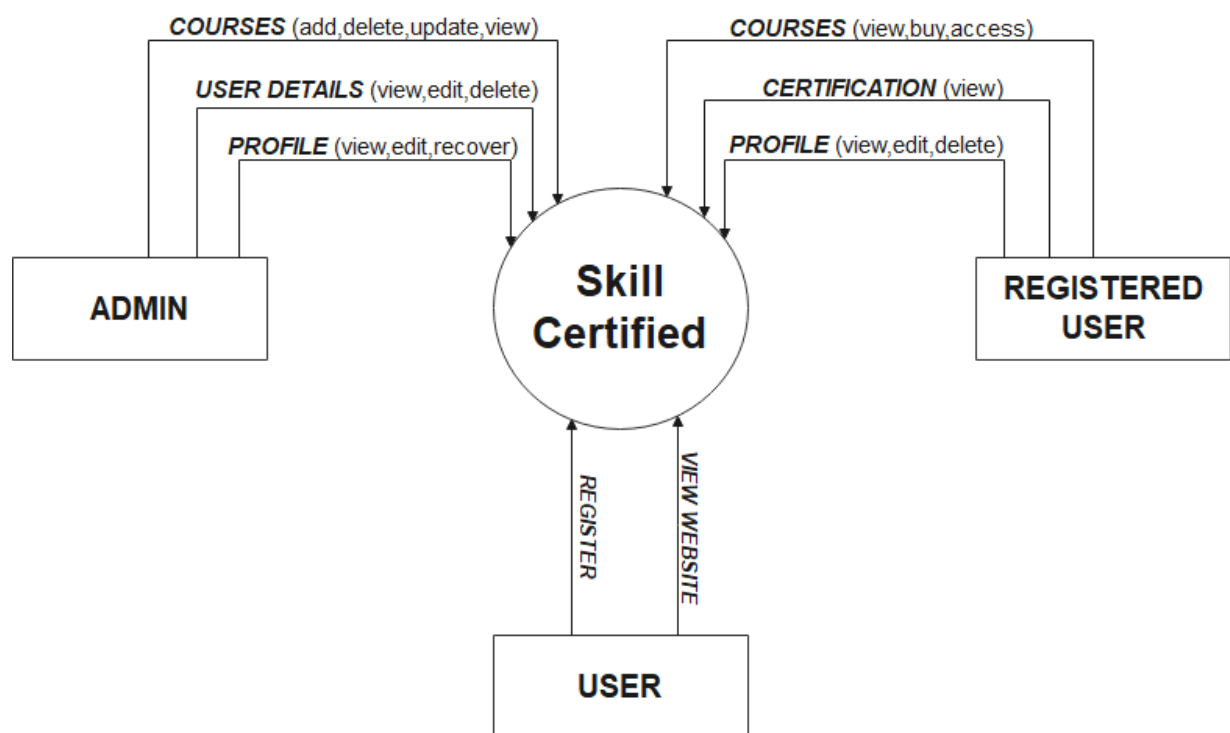 COURSES (add,delete,update,view)
USER DETAILS (view,edit,delete)
PROFILE (view,edit,recover)
COURSES (view,buy,access)
CERTIFICATION (view)
PROFILE (view,edit,delete)
ADMIN
Skill
Certified
REGISTERED
USER
REGISTER
VIEW WEBSITE
USER